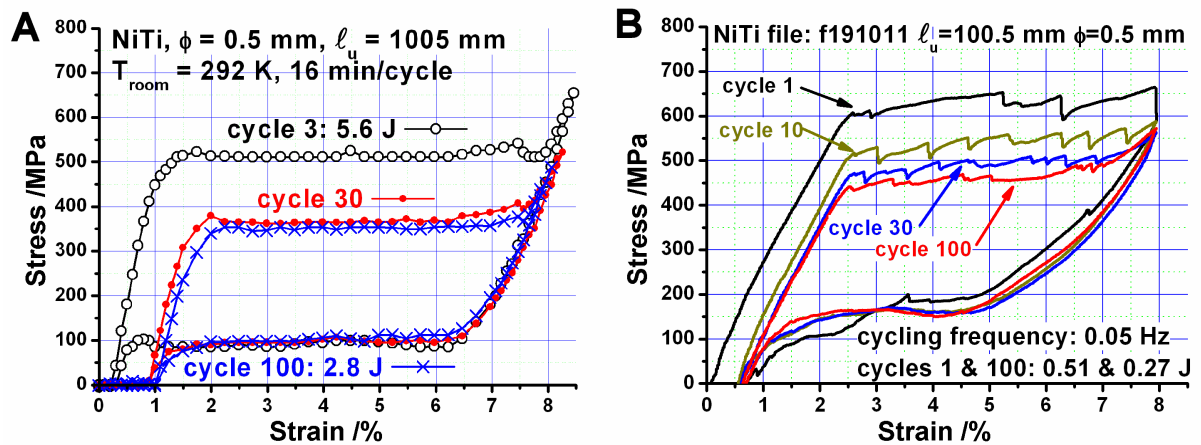 A
NiTi, ϕ = 0.5 mm, ℓu = 1005 mm
Troom = 292 K, 16 min/cycle
cycle 3: 5.6 J
cycle 30
cycle 100: 2.8 J
800
700
600
500
400
300
200
100
0
Stress /MPa
0 1 2 3 4 5 6 7 8
Strain /%
B
NiTi file: f191011 ℓu=100.5 mm ϕ=0.5 mm
cycle 1
cycle 10
cycle 30
cycle 100
cycling frequency: 0.05 Hz
cycles 1 & 100: 0.51 & 0.27 J
800
700
600
500
400
300
200
100
0
Stress /MPa
0 1 2 3 4 5 6 7 8
Strain /%